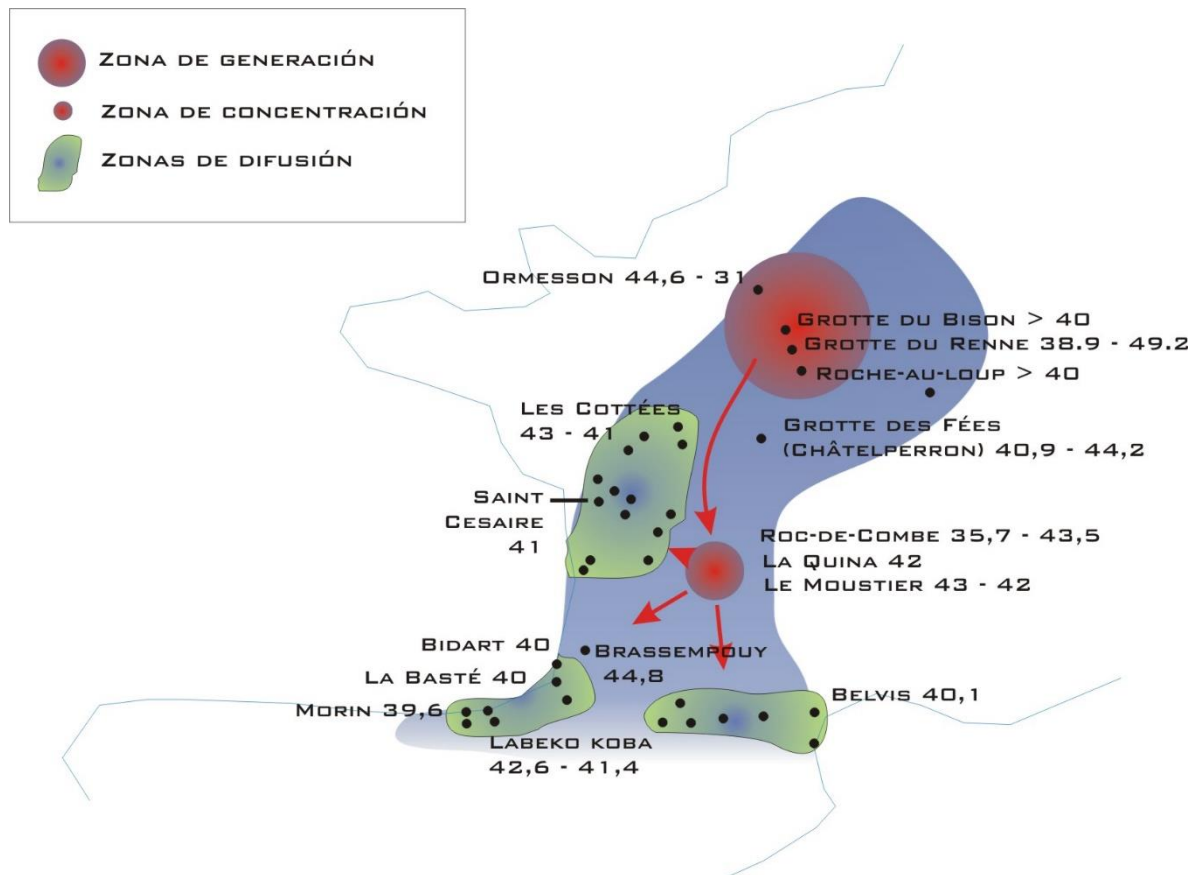 Zona de generación
Zona de concentración
Zonas de difusión
Ormesson 44,6 - 31
Grotte du Bison > 40
Grotte du Renne 38.9 - 49.2
Roche-au-loup > 40
Les Cottées
43 - 41
Grotte des Fées
(Châtelperron) 40,9 - 44,2
Saint
Cesaire
41
Roc-de-Combe 35,7 - 43,5
La Quina 42
Le Moustier 43 - 42
Bidart 40
Brassempouy
44,8
La Basté 40
Belvis 40,1
Morin 39,6
Labeko koba
42,6 - 41,4